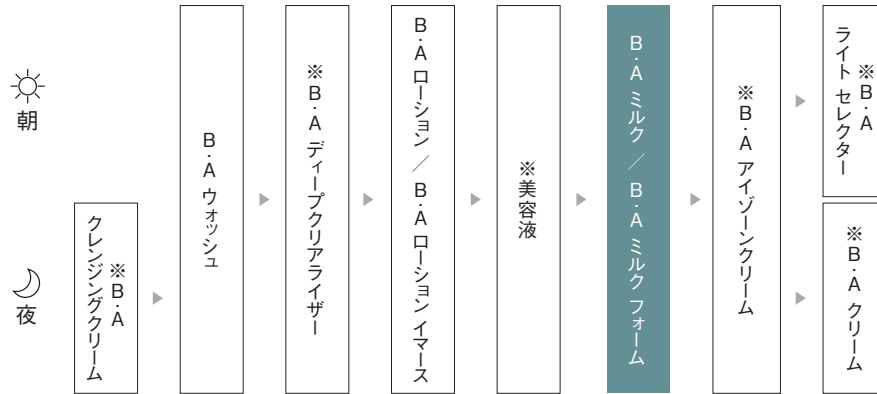 朝
夜
※B.A
クレンジングクリーム
B.A ウォッシュ
※B.A ディープクリアライザー
B.A ローション ／ B.A ローション イマース
※美容液
B.A ミルク ／ B.A ミルク フォーム
※B.A アイゾーンクリーム
※B.A
ライト セレクター
※B.A クリーム